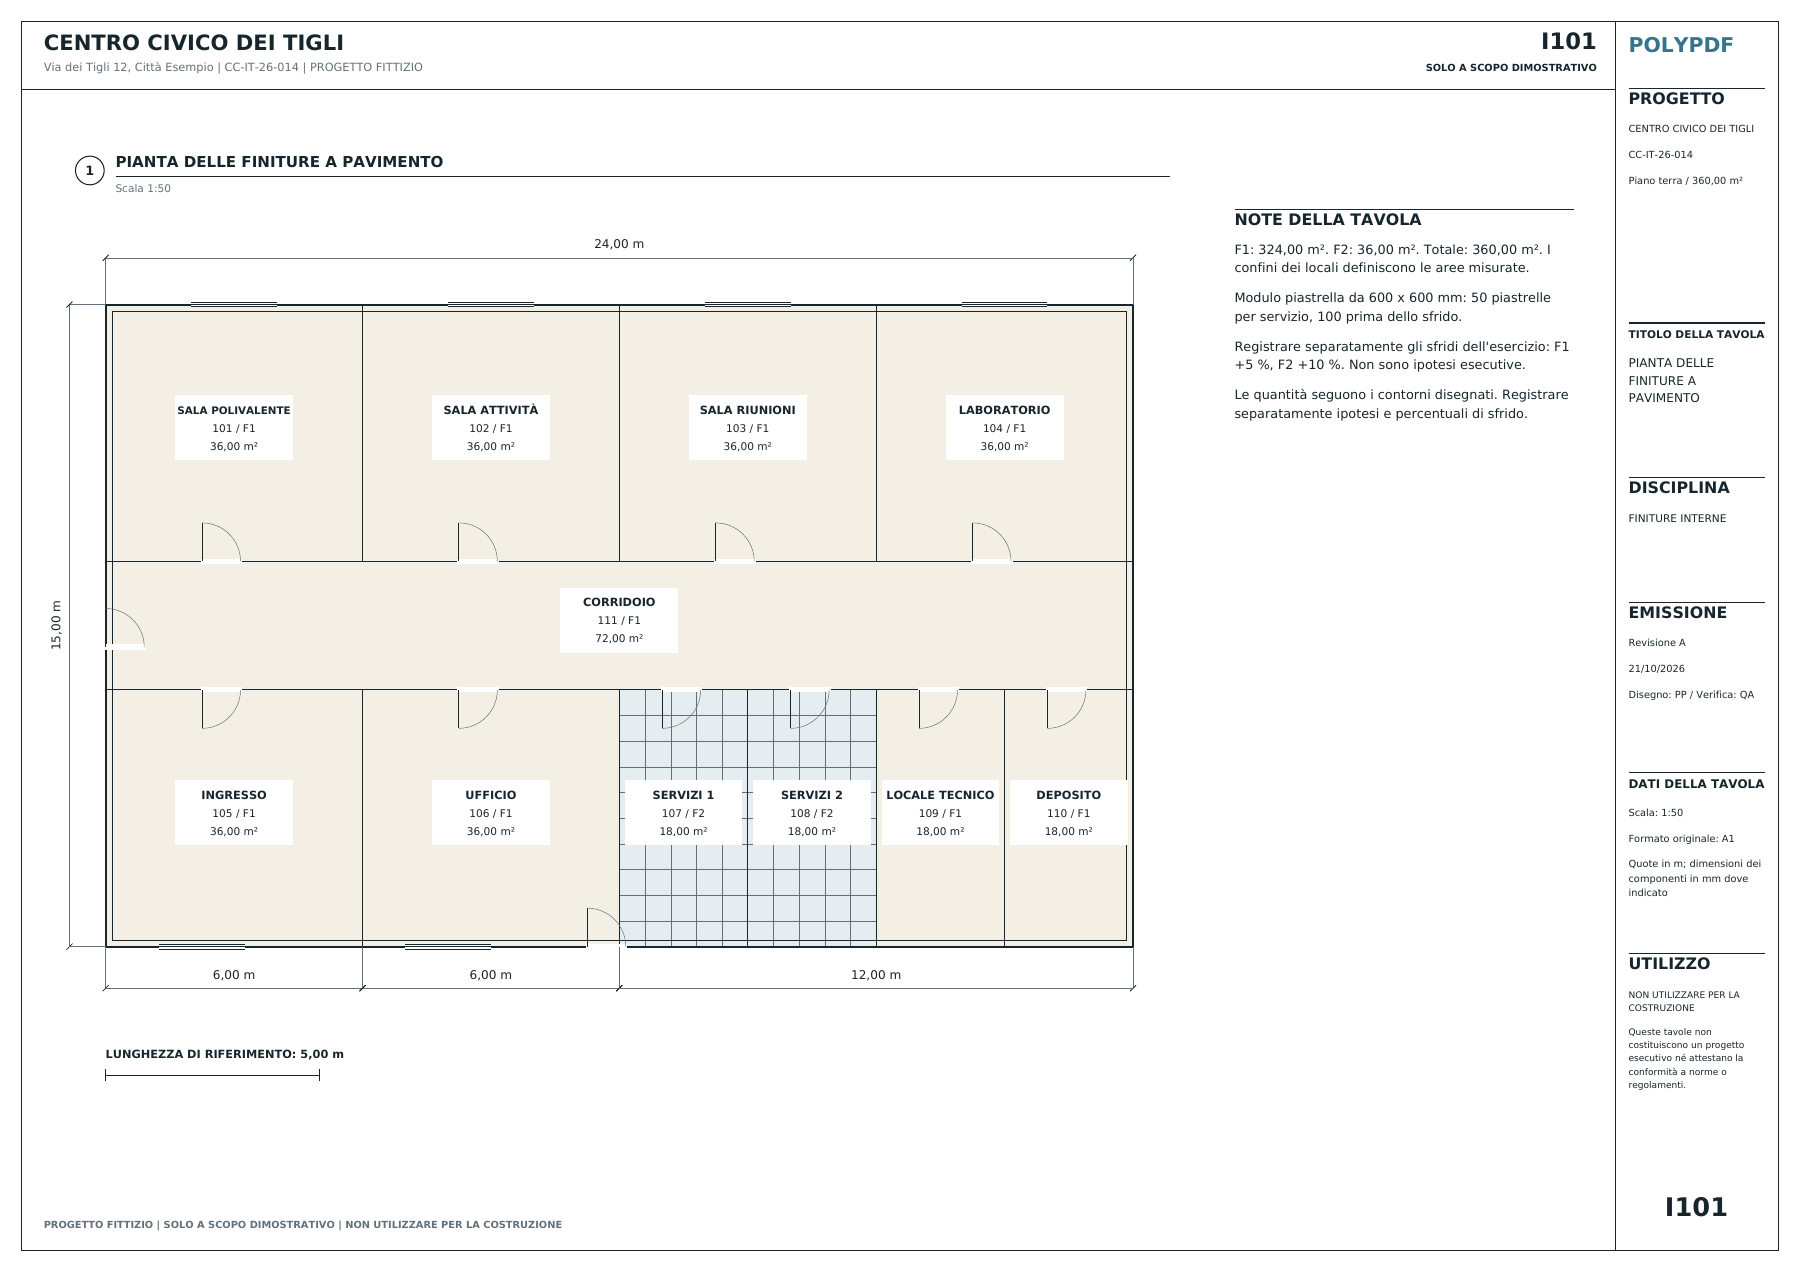 CENTRO CIVICO DEI TIGLI
Via dei Tigli 12, Città Esempio | CC-IT-26-014 | PROGETTO FITTIZIO
I101
SOLO A SCOPO DIMOSTRATIVO
1
PIANTA DELLE FINITURE A PAVIMENTO
Scala 1:50
24,00 m
15,00 m
SALA POLIVALENTE
101 / F1
36,00 m²
SALA ATTIVITÀ
102 / F1
36,00 m²
SALA RIUNIONI
103 / F1
36,00 m²
LABORATORIO
104 / F1
36,00 m²
CORRIDOIO
111 / F1
72,00 m²
INGRESSO
105 / F1
36,00 m²
UFFICIO
106 / F1
36,00 m²
SERVIZI 1
107 / F2
18,00 m²
SERVIZI 2
108 / F2
18,00 m²
LOCALE TECNICO
109 / F1
18,00 m²
DEPOSITO
110 / F1
18,00 m²
6,00 m
6,00 m
12,00 m
LUNGHEZZA DI RIFERIMENTO: 5,00 m
NOTE DELLA TAVOLA
F1: 324,00 m². F2: 36,00 m². Totale: 360,00 m². I
confini dei locali definiscono le aree misurate.
Modulo piastrella da 600 x 600 mm: 50 piastrelle
per servizio, 100 prima dello sfrido.
Registrare separatamente gli sfridi dell'esercizio: F1
+5 %, F2 +10 %. Non sono ipotesi esecutive.
Le quantità seguono i contorni disegnati. Registrare
separatamente ipotesi e percentuali di sfrido.
POLYPDF
PROGETTO
CENTRO CIVICO DEI TIGLI
CC-IT-26-014
Piano terra / 360,00 m²
TITOLO DELLA TAVOLA
PIANTA DELLE
FINITURE A
PAVIMENTO
DISCIPLINA
FINITURE INTERNE
EMISSIONE
Revisione A
21/10/2026
Disegno: PP / Verifica: QA
DATI DELLA TAVOLA
Scala: 1:50
Formato originale: A1
Quote in m; dimensioni dei
componenti in mm dove
indicato
UTILIZZO
NON UTILIZZARE PER LA
COSTRUZIONE
Queste tavole non
costituiscono un progetto
esecutivo né attestano la
conformità a norme o
regolamenti.
I101
PROGETTO FITTIZIO | SOLO A SCOPO DIMOSTRATIVO | NON UTILIZZARE PER LA COSTRUZIONE